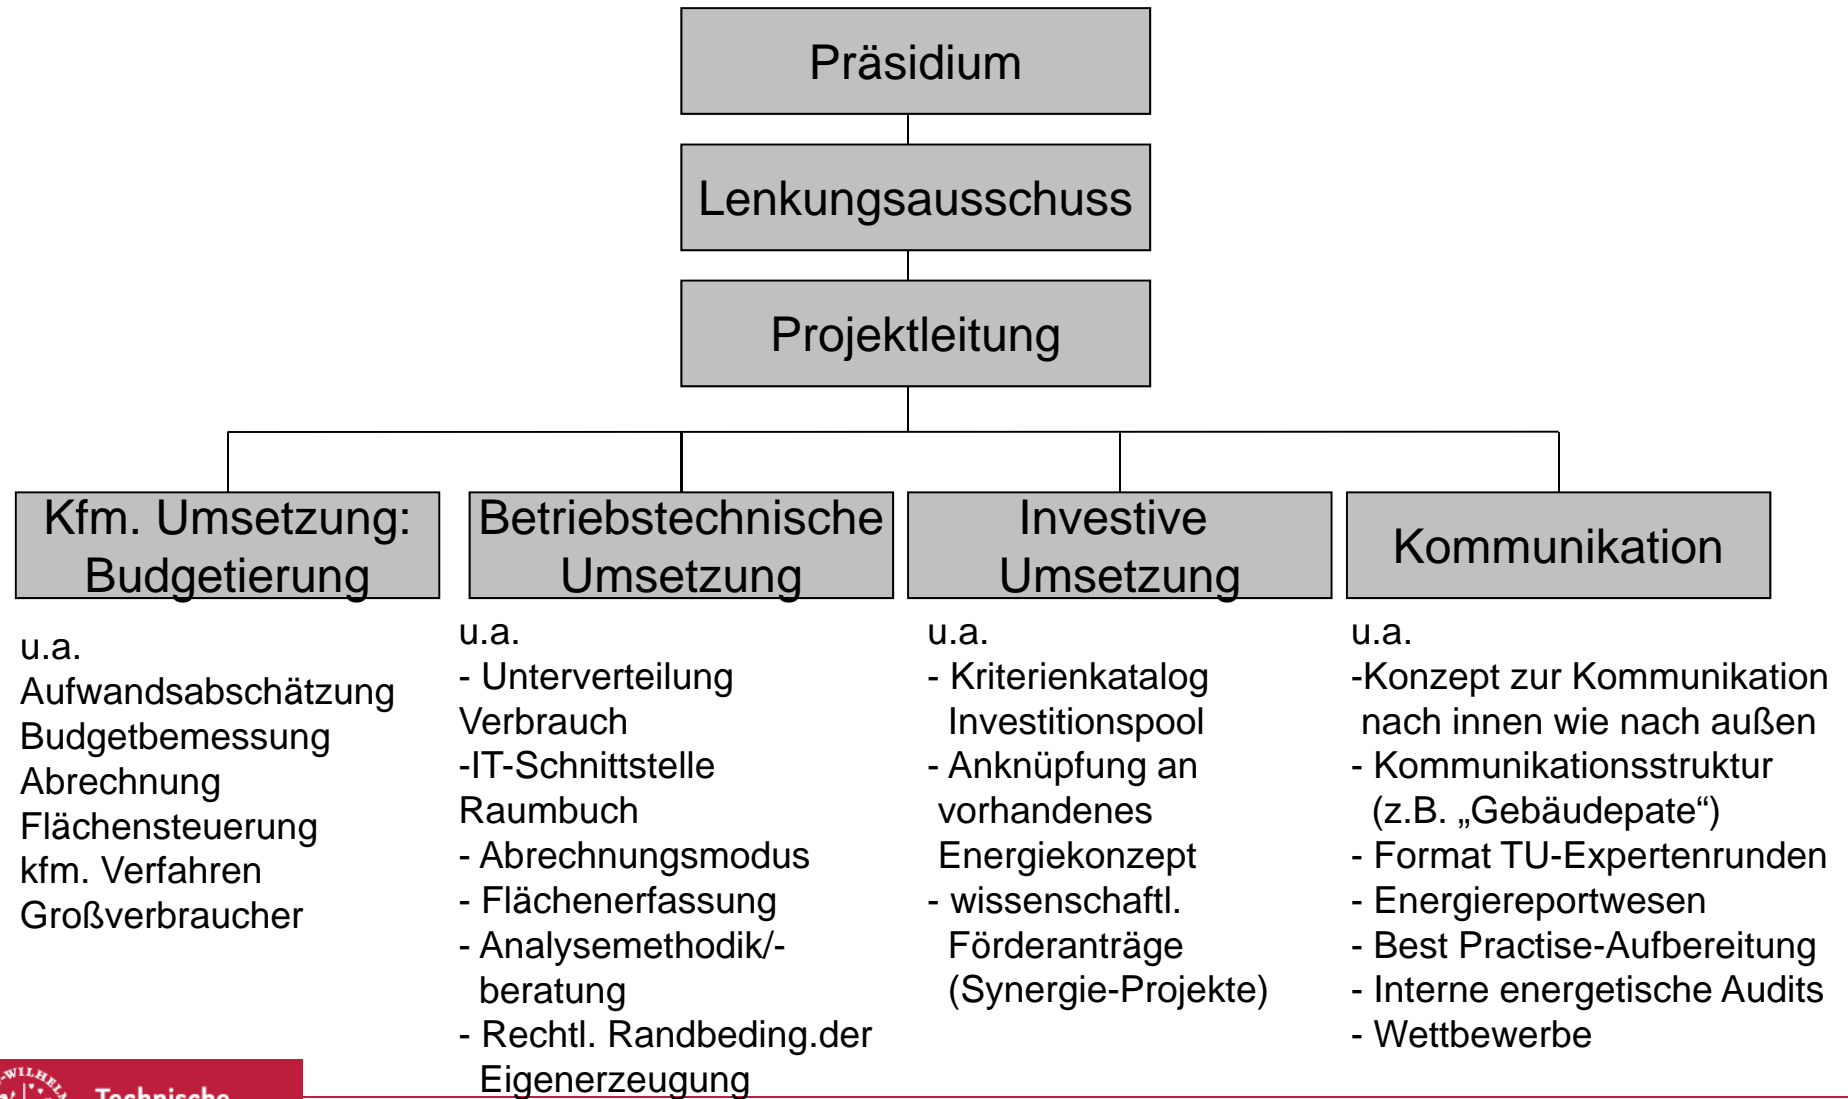 Präsidium
Lenkungsausschuss
Projektleitung
Kfm. Umsetzung:
Budgetierung
u.a.
Aufwandsabschätzung
Budgetbemessung
Abrechnung
Flächensteuerung
kfm. Verfahren
Großverbraucher
Betriebstechnische
Umsetzung
u.a.
- Unterverteilung
Verbrauch
-IT-Schnittstelle
Raumbuch
- Abrechnungsmodus
- Flächenerfassung
- Analysemethodik/-
beratung
- Rechtl. Randbeding.der
Eigenerzeugung
Investive
Umsetzung
u.a.
- Kriterienkatalog
Investitionspool
- Anknüpfung an
vorhandenes
Energiekonzept
- wissenschaftl.
Förderanträge
(Synergie-Projekte)
Kommunikation
u.a.
-Konzept zur Kommunikation
nach innen wie nach außen
- Kommunikationsstruktur
(z.B. „Gebäudepate“)
- Format TU-Expertenrunden
- Energiereportwesen
- Best Practise-Aufbereitung
- Interne energetische Audits
- Wettbewerbe
Technische